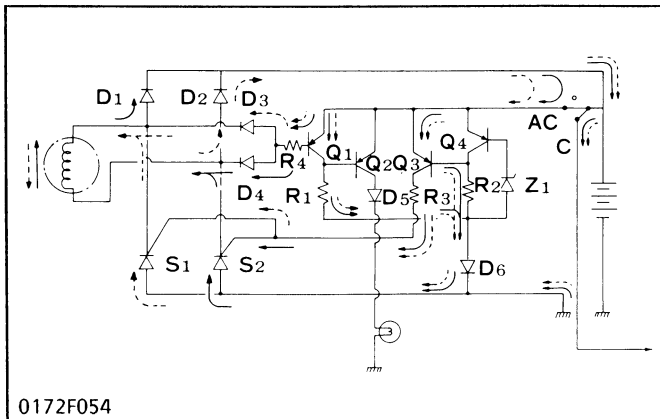 D1 D2 D3
AC
C
Q1 Q2 Q3 Q4
R4
D4 R1 D5 R3 R2 Z1
S1 S2
D6
0172F054